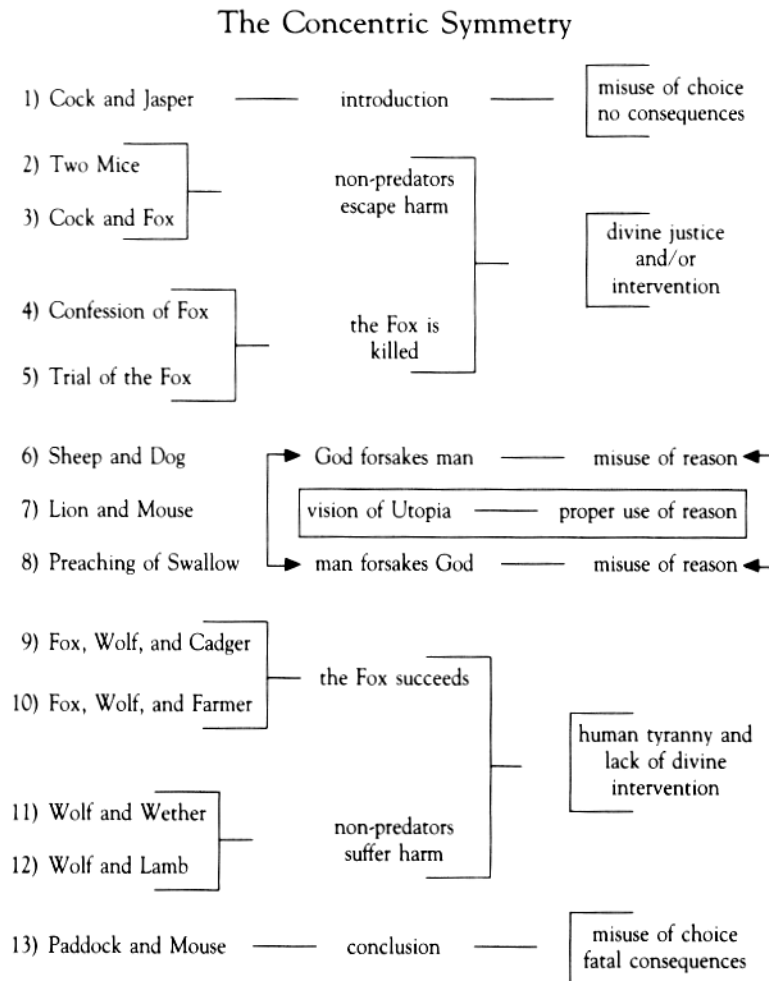 The Concentric Symmetry
1) Cock and Jasper introduction misuse of choice
no consequences
2) Two Mice
3) Cock and Fox
non-predators
escape harm
divine justice
and/or
intervention
4) Confession of Fox
5) Trial of the Fox
the Fox is
killed
6) Sheep and Dog God forsakes man misuse of reason
7) Lion and Mouse vision of Utopia proper use of reason
8) Preaching of Swallow man forsakes God misuse of reason
9) Fox, Wolf, and Cadger
10) Fox, Wolf, and Farmer
the Fox succeeds
human tyranny and
lack of divine
intervention
11) Wolf and Wether
12) Wolf and Lamb
non-predators
suffer harm
13) Paddock and Mouse conclusion misuse of choice
fatal consequences